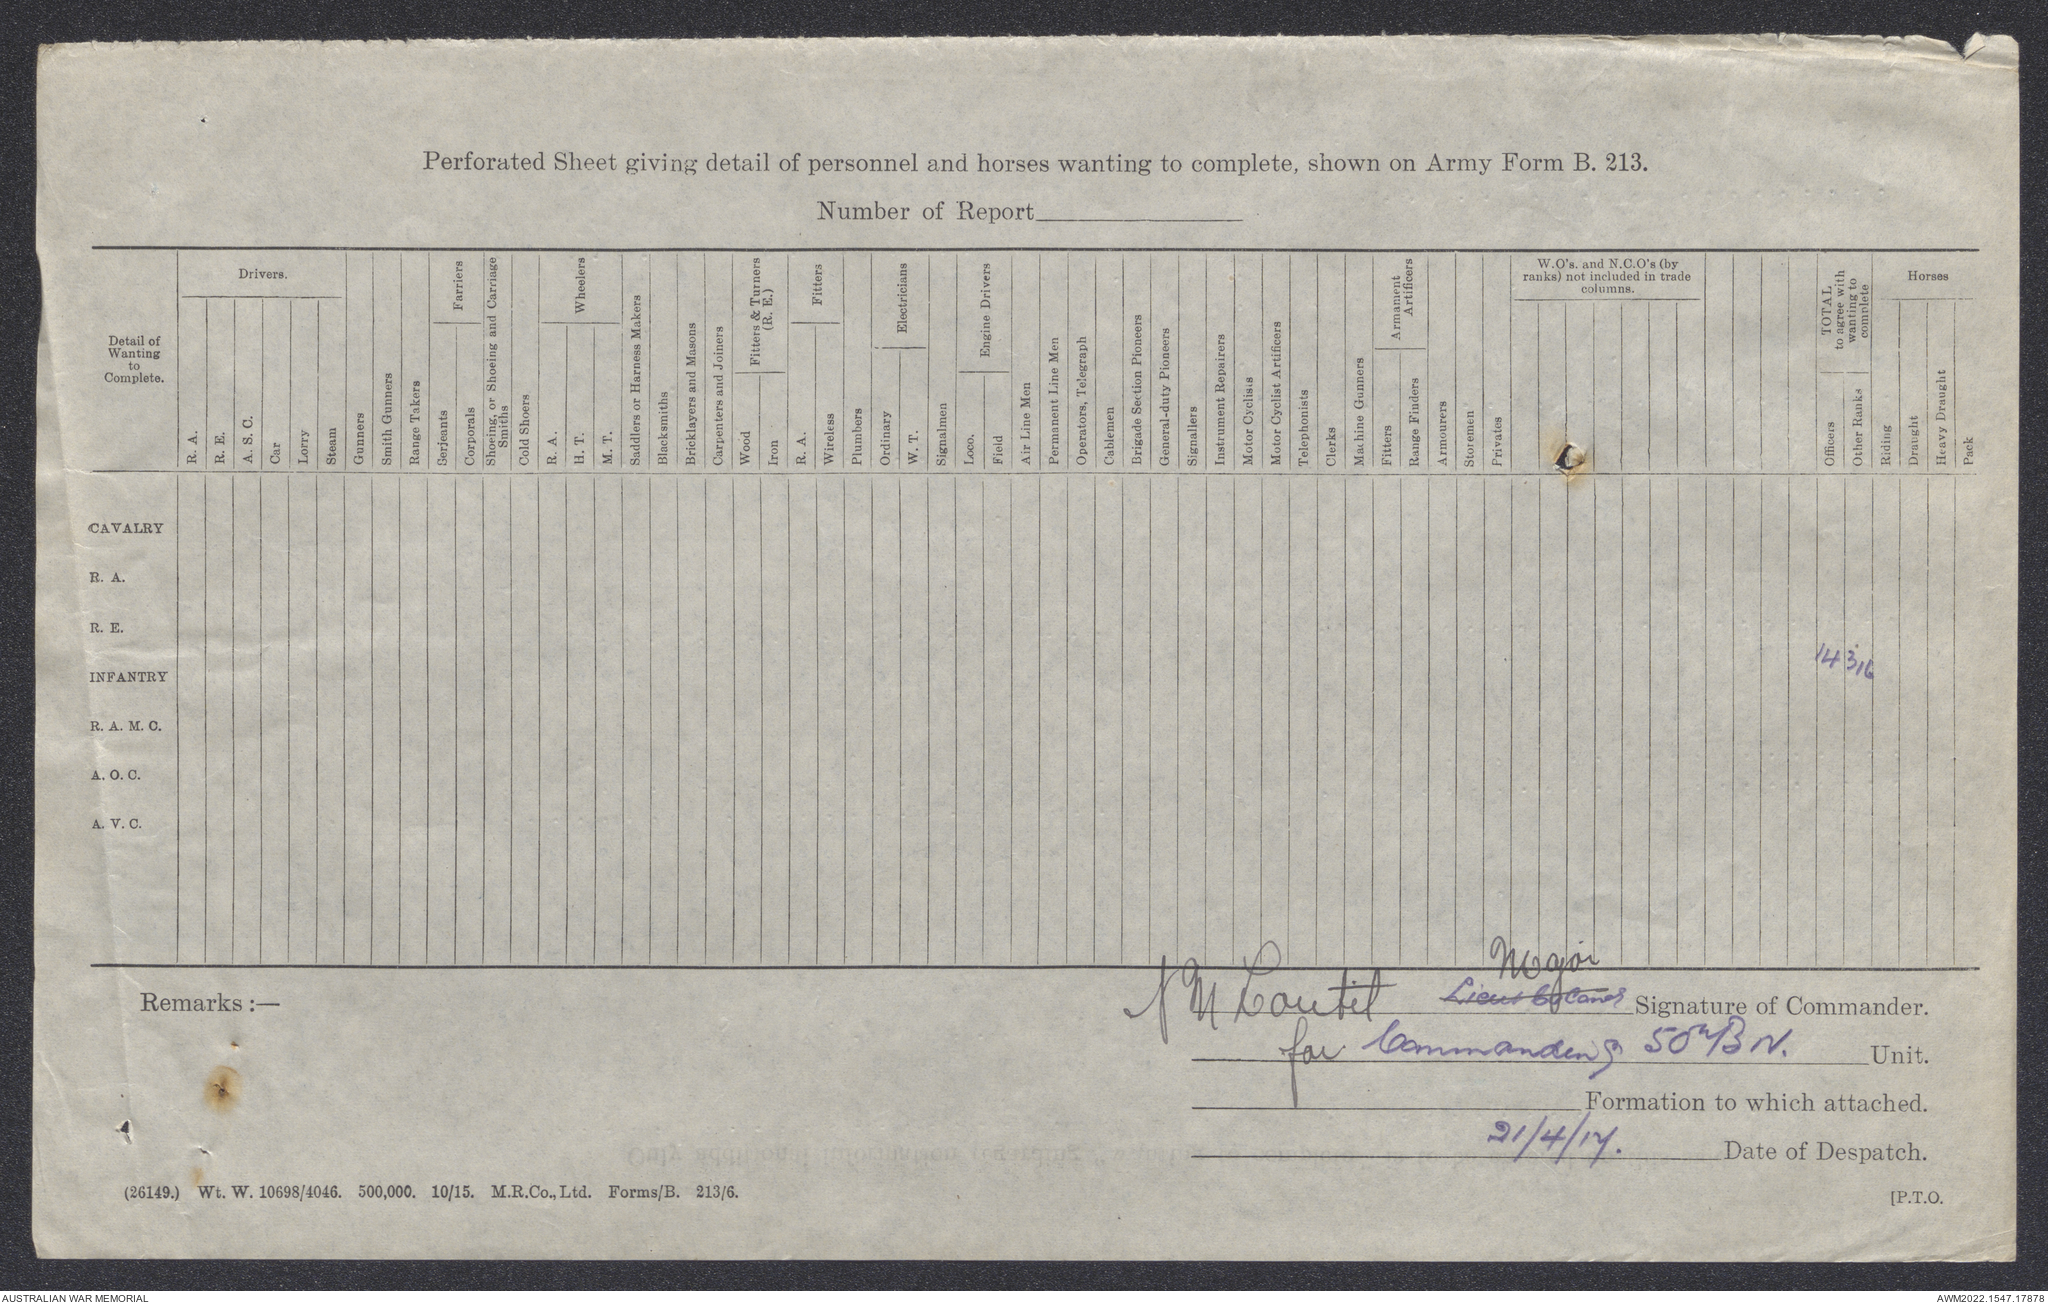 Perforated Sheet giving detail of personnel and horses wanting to complete, shown on Army Form B. 213.
Number of Report
Detail of
Wanting
to
Complete.
Drivers.
R. A.
R. E.
A. S. C.
Car
Lorry
Steam
Gunners
Smith Gunners
Range Takers
Farriers
Serjeants
Corporals
Shoeing, or Shoeing and Carriage
Smiths
Cold Shoers
Wheelers
R. A.
H. T.
M. T.
Saddlers or Harness Makers
Blacksmiths
Bricklayers and Masons
Carpenters and Joiners
Fitters & Turners
(R. E.)
Wood
Iron
Fitters
R. A.
Wireless
Plumbers
Electricians
Ordinary
W. T.
Signalmen
Engine Drivers
Loco.
Field
Air Line Men
Permanent Line Men
Operators, Telegraph
Cablemen
Brigade Section Pioneers
General-duty Pioneers
Signallers
Instrument Repairers
Motor Cyclists
Motor Cyclist Artificers
Telephonists
Clerks
Machine Gunners
Armament
Artificers
Fitters
Range Finders
Armourers
Storemen
Privates
W.O's. and N.C.O's (by
ranks) not included in trade
columns.
TOTAL
to agree with
wanting to
complete
Officers
Other Ranks
Horses
Riding
Draught
Heavy Draught
Pack
CAVALRY
R. A.
R. E.
INFANTRY 14 316
R. A. M. C.
A. O. C.
A. V. C.
Remarks :—
Major
N M Loutit Lieut Colonel Signature of Commander.
for Commanding 50th BN. Unit.
Formation to which attached.
21/4/17. Date of Despatch.
(26149.) Wt. W. 10698/4046. 500,000. 10/15. M.R.Co., Ltd. Forms/B. 213/6.
[P.T.O.
AUSTRALIAN WAR MEMORIAL
AWM2022.1547.17878